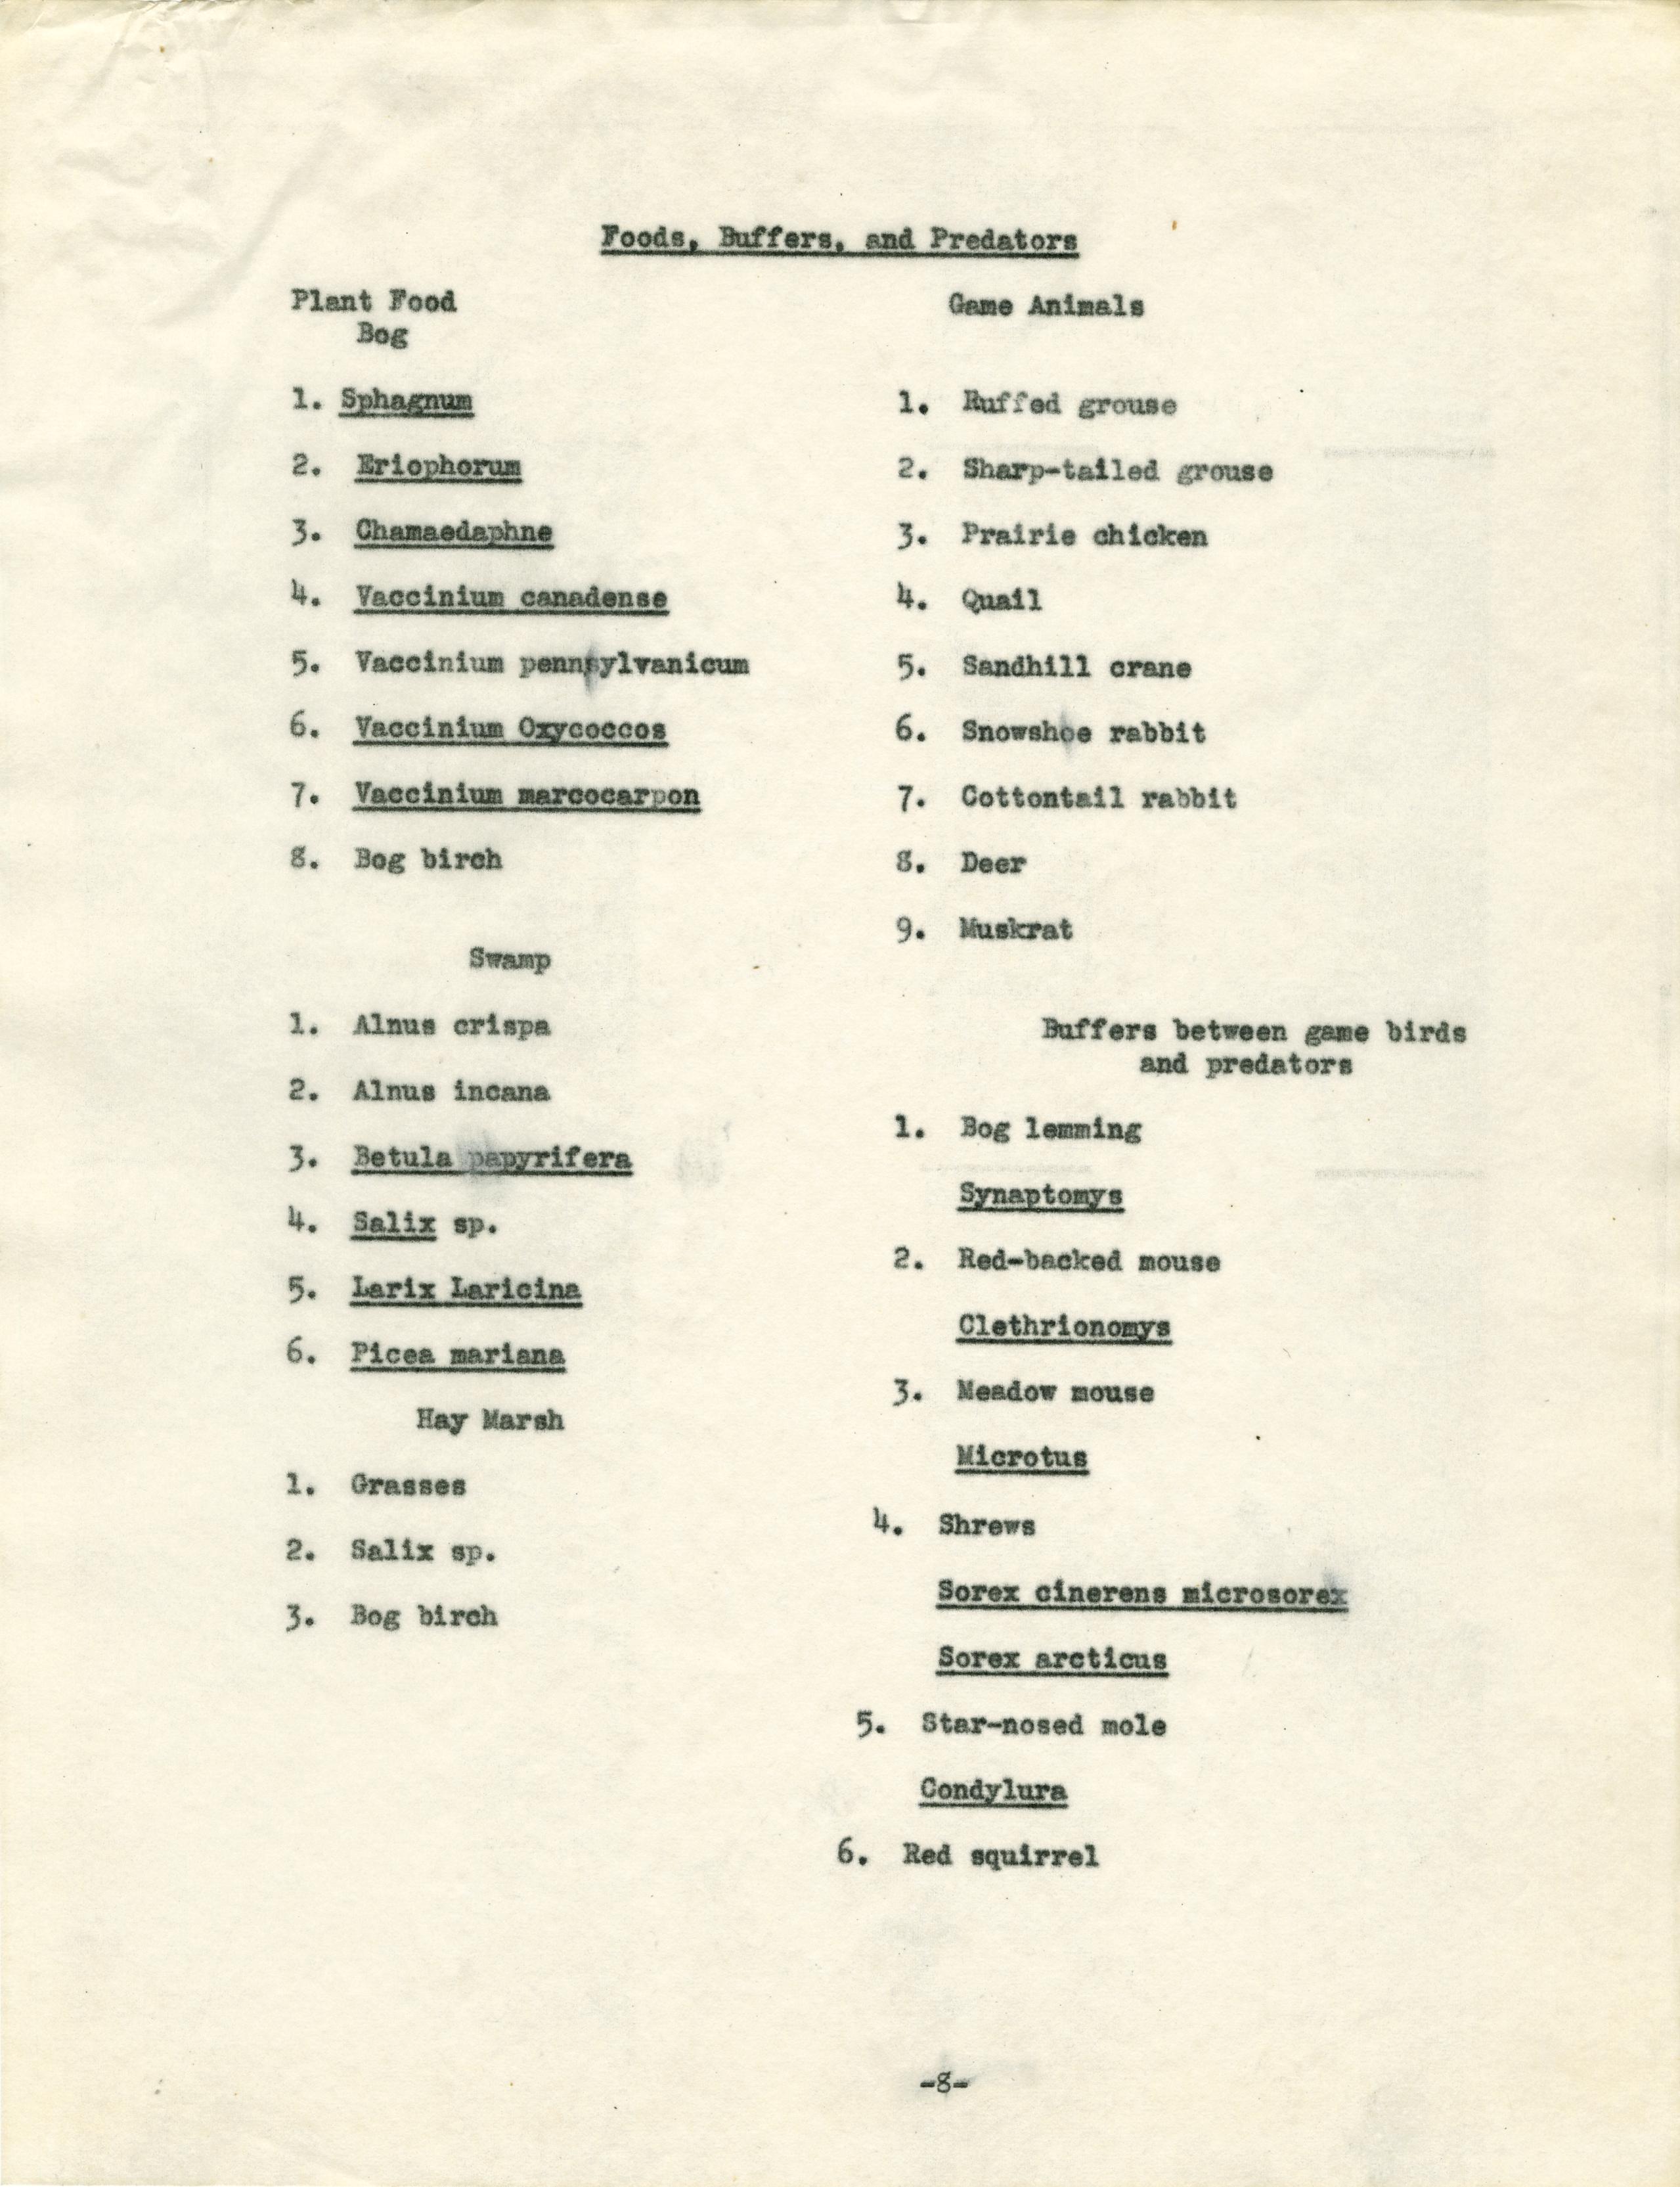 Foods, Buffers, and Predators
Plant Food
Bog
1. Sphagnum
2. Eriophorum
3. Chamaedaphne
4. Vaccinium canadense
5. Vaccinium pennsylvanicum
6. Vaccinium Oxycoccos
7. Vaccinium marcocarpon
8. Bog birch
Swamp
1. Alnus crispa
2. Alnus incana
3. Betula papyrifera
4. Salix sp.
5. Larix Laricina
6. Picea mariana
Hay Marsh
1. Grasses
2. Salix sp.
3. Bog birch
Game Animals
1. Ruffed grouse
2. Sharp-tailed grouse
3. Prairie chicken
4. Quail
5. Sandhill crane
6. Snowshoe rabbit
7. Cottontail rabbit
8. Deer
9. Muskrat
Buffers between game birds
and predators
1. Bog lemming
Synaptomys
2. Red-backed mouse
Clethrionomys
3. Meadow mouse
Microtus
4. Shrews
Sorex cinerens microsorex
Sorex arcticus
5. Star-nosed mole
Condylura
6. Red squirrel
-8-